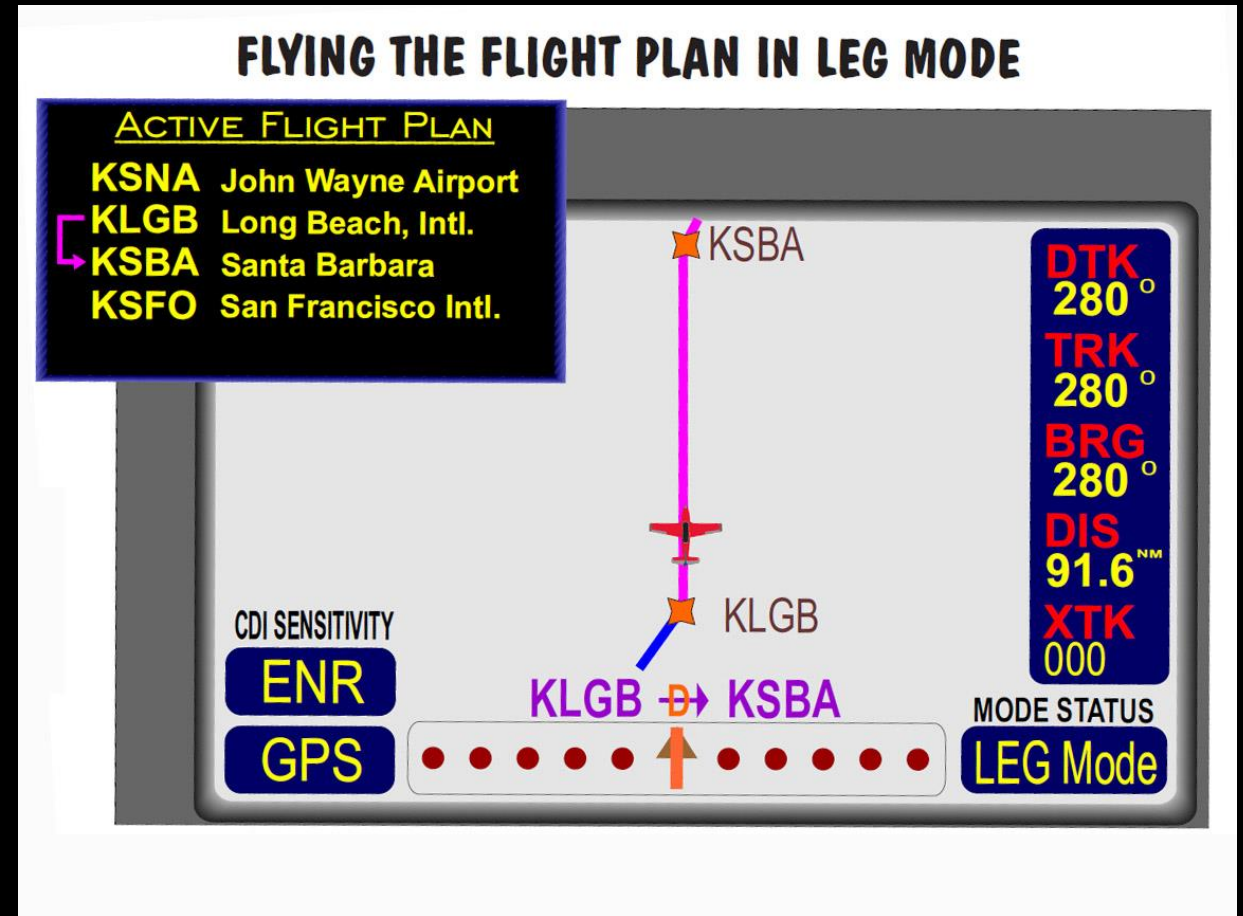 FLYING THE FLIGHT PLAN IN LEG MODE
ACTIVE FLIGHT PLAN
KSNA John Wayne Airport
KLGB Long Beach, Intl.
KSBA Santa Barbara
KSFO San Francisco Intl.
KSBA
DTK
280 °
TRK
280 °
BRG
280 °
DIS
91.6 NM
XTK
000
KLGB
CDI SENSITIVITY
ENR
GPS
KLGB D KSBA
MODE STATUS
LEG Mode